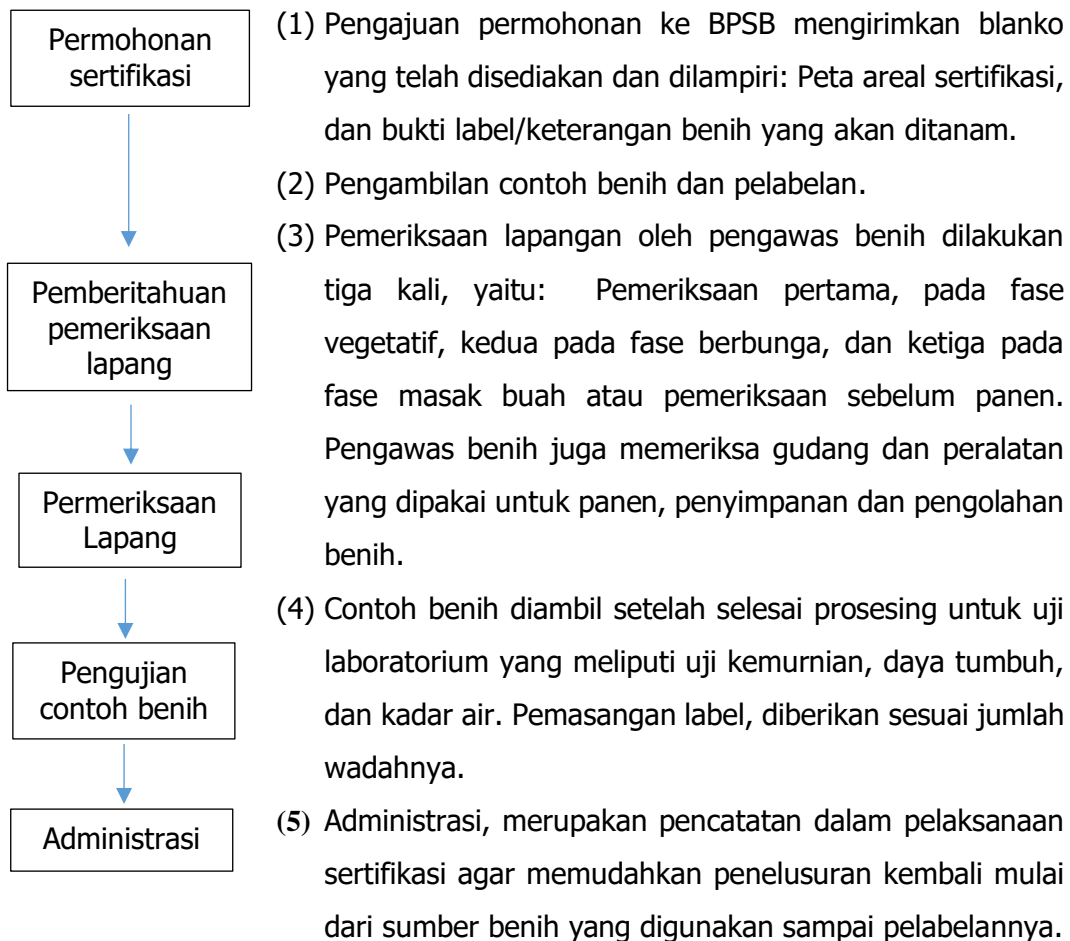 Permohonan
sertifikasi
Pemberitahuan
pemeriksaan
lapang
Permeriksaan
Lapang
Pengujian
contoh benih
Administrasi
(1) Pengajuan permohonan ke BPSB mengirimkan blanko
yang telah disediakan dan dilampiri: Peta areal sertifikasi,
dan bukti label/keterangan benih yang akan ditanam.
(2) Pengambilan contoh benih dan pelabelan.
(3) Pemeriksaan lapangan oleh pengawas benih dilakukan
tiga kali, yaitu: Pemeriksaan pertama, pada fase
vegetatif, kedua pada fase berbunga, dan ketiga pada
fase masak buah atau pemeriksaan sebelum panen.
Pengawas benih juga memeriksa gudang dan peralatan
yang dipakai untuk panen, penyimpanan dan pengolahan
benih.
(4) Contoh benih diambil setelah selesai prosesing untuk uji
laboratorium yang meliputi uji kemurnian, daya tumbuh,
dan kadar air. Pemasangan label, diberikan sesuai jumlah
wadahnya.
(5) Administrasi, merupakan pencatatan dalam pelaksanaan
sertifikasi agar memudahkan penelusuran kembali mulai
dari sumber benih yang digunakan sampai pelabelannya.